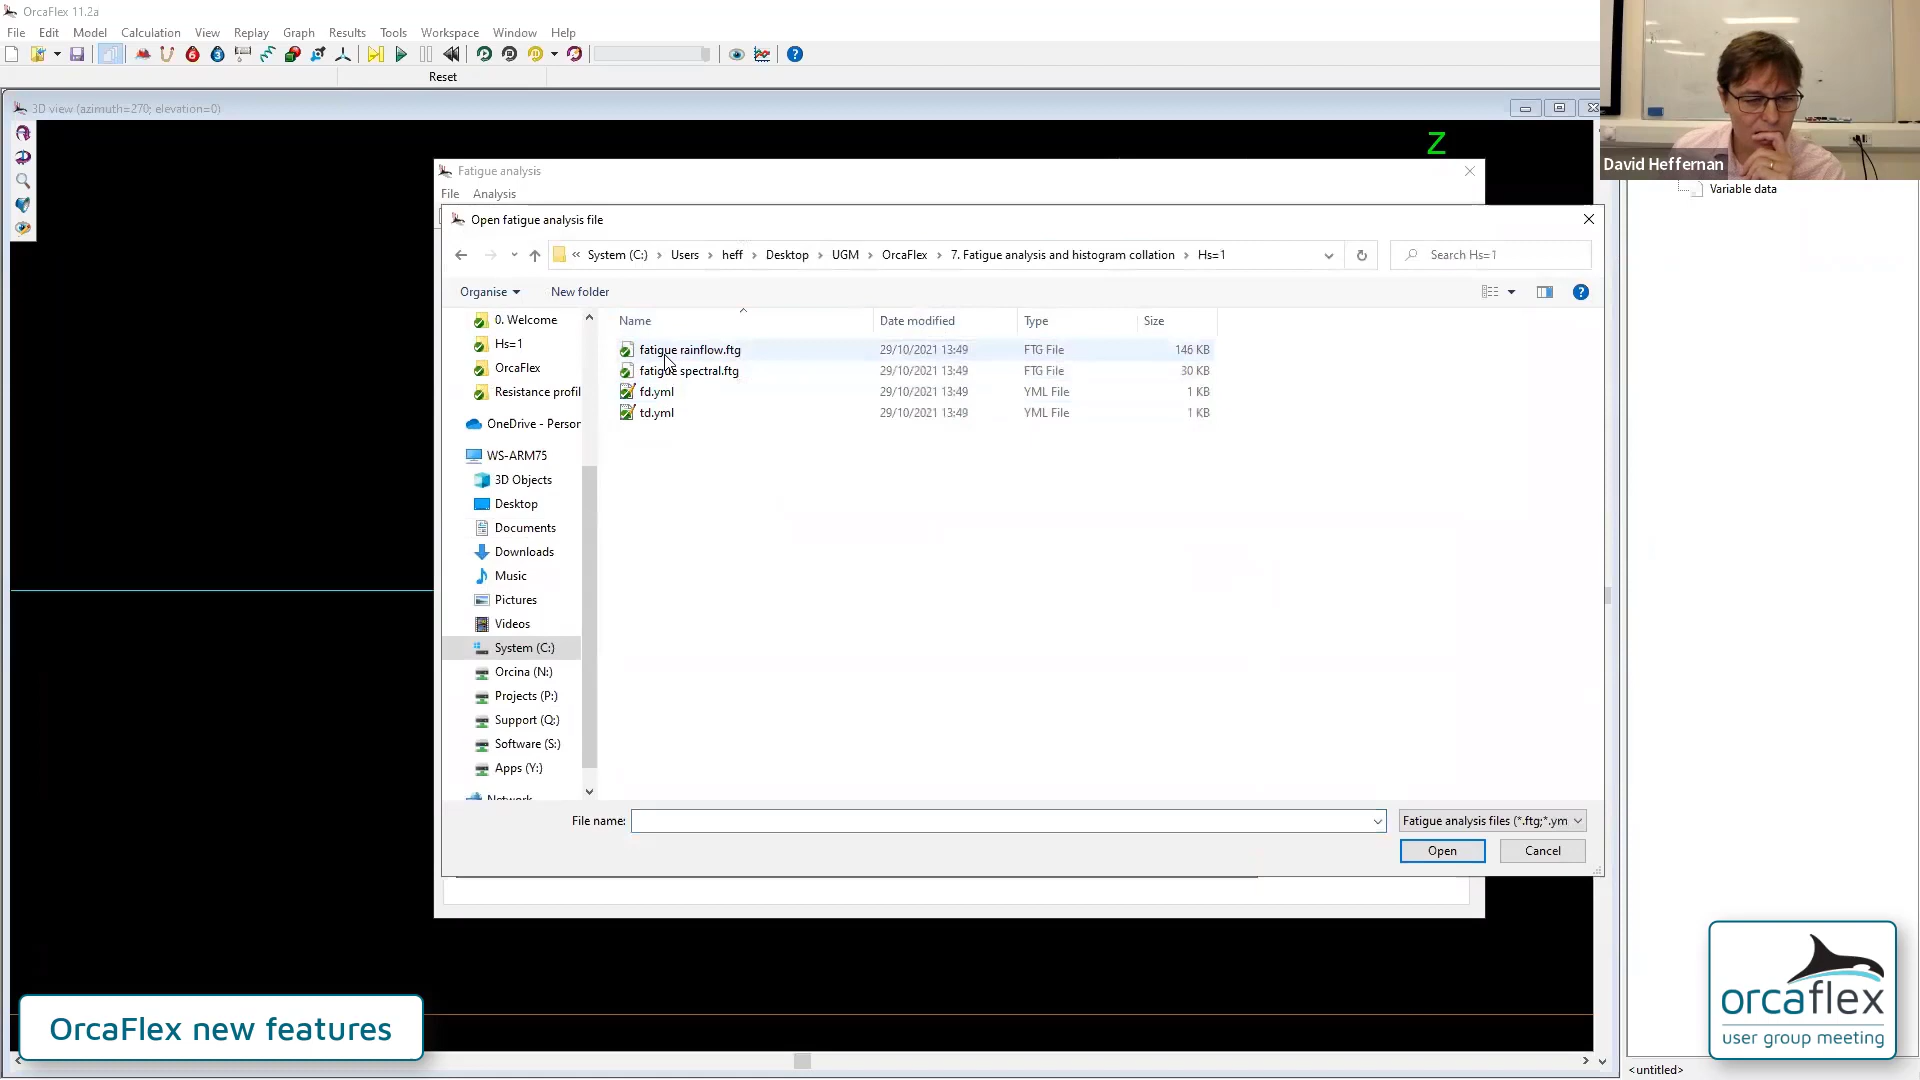 OrcaFlex 11.2a
File Edit Model Calculation View Replay Graph Results Tools Workspace Window Help
Reset
3D view (azimuth=270; elevation=0)
Z
David Heffernan
Variable data
Fatigue analysis
File Analysis
Open fatigue analysis file
« System (C:) › Users › heff › Desktop › UGM › OrcaFlex › 7. Fatigue analysis and histogram collation › Hs=1
Search Hs=1
Organise New folder
Name Date modified Type Size
fatigue rainflow.ftg 29/10/2021 13:49 FTG File 146 KB
fatigue spectral.ftg 29/10/2021 13:49 FTG File 30 KB
fd.yml 29/10/2021 13:49 YML File 1 KB
td.yml 29/10/2021 13:49 YML File 1 KB
0. Welcome
Hs=1
OrcaFlex
Resistance profil
OneDrive - Person
WS-ARM75
3D Objects
Desktop
Documents
Downloads
Music
Pictures
Videos
System (C:)
Orcina (N:)
Projects (P:)
Support (Q:)
Software (S:)
Apps (Y:)
Network
File name:
Fatigue analysis files (*.ftg;*.ym
Open Cancel
OrcaFlex new features
orcaflex
user group meeting
<untitled>